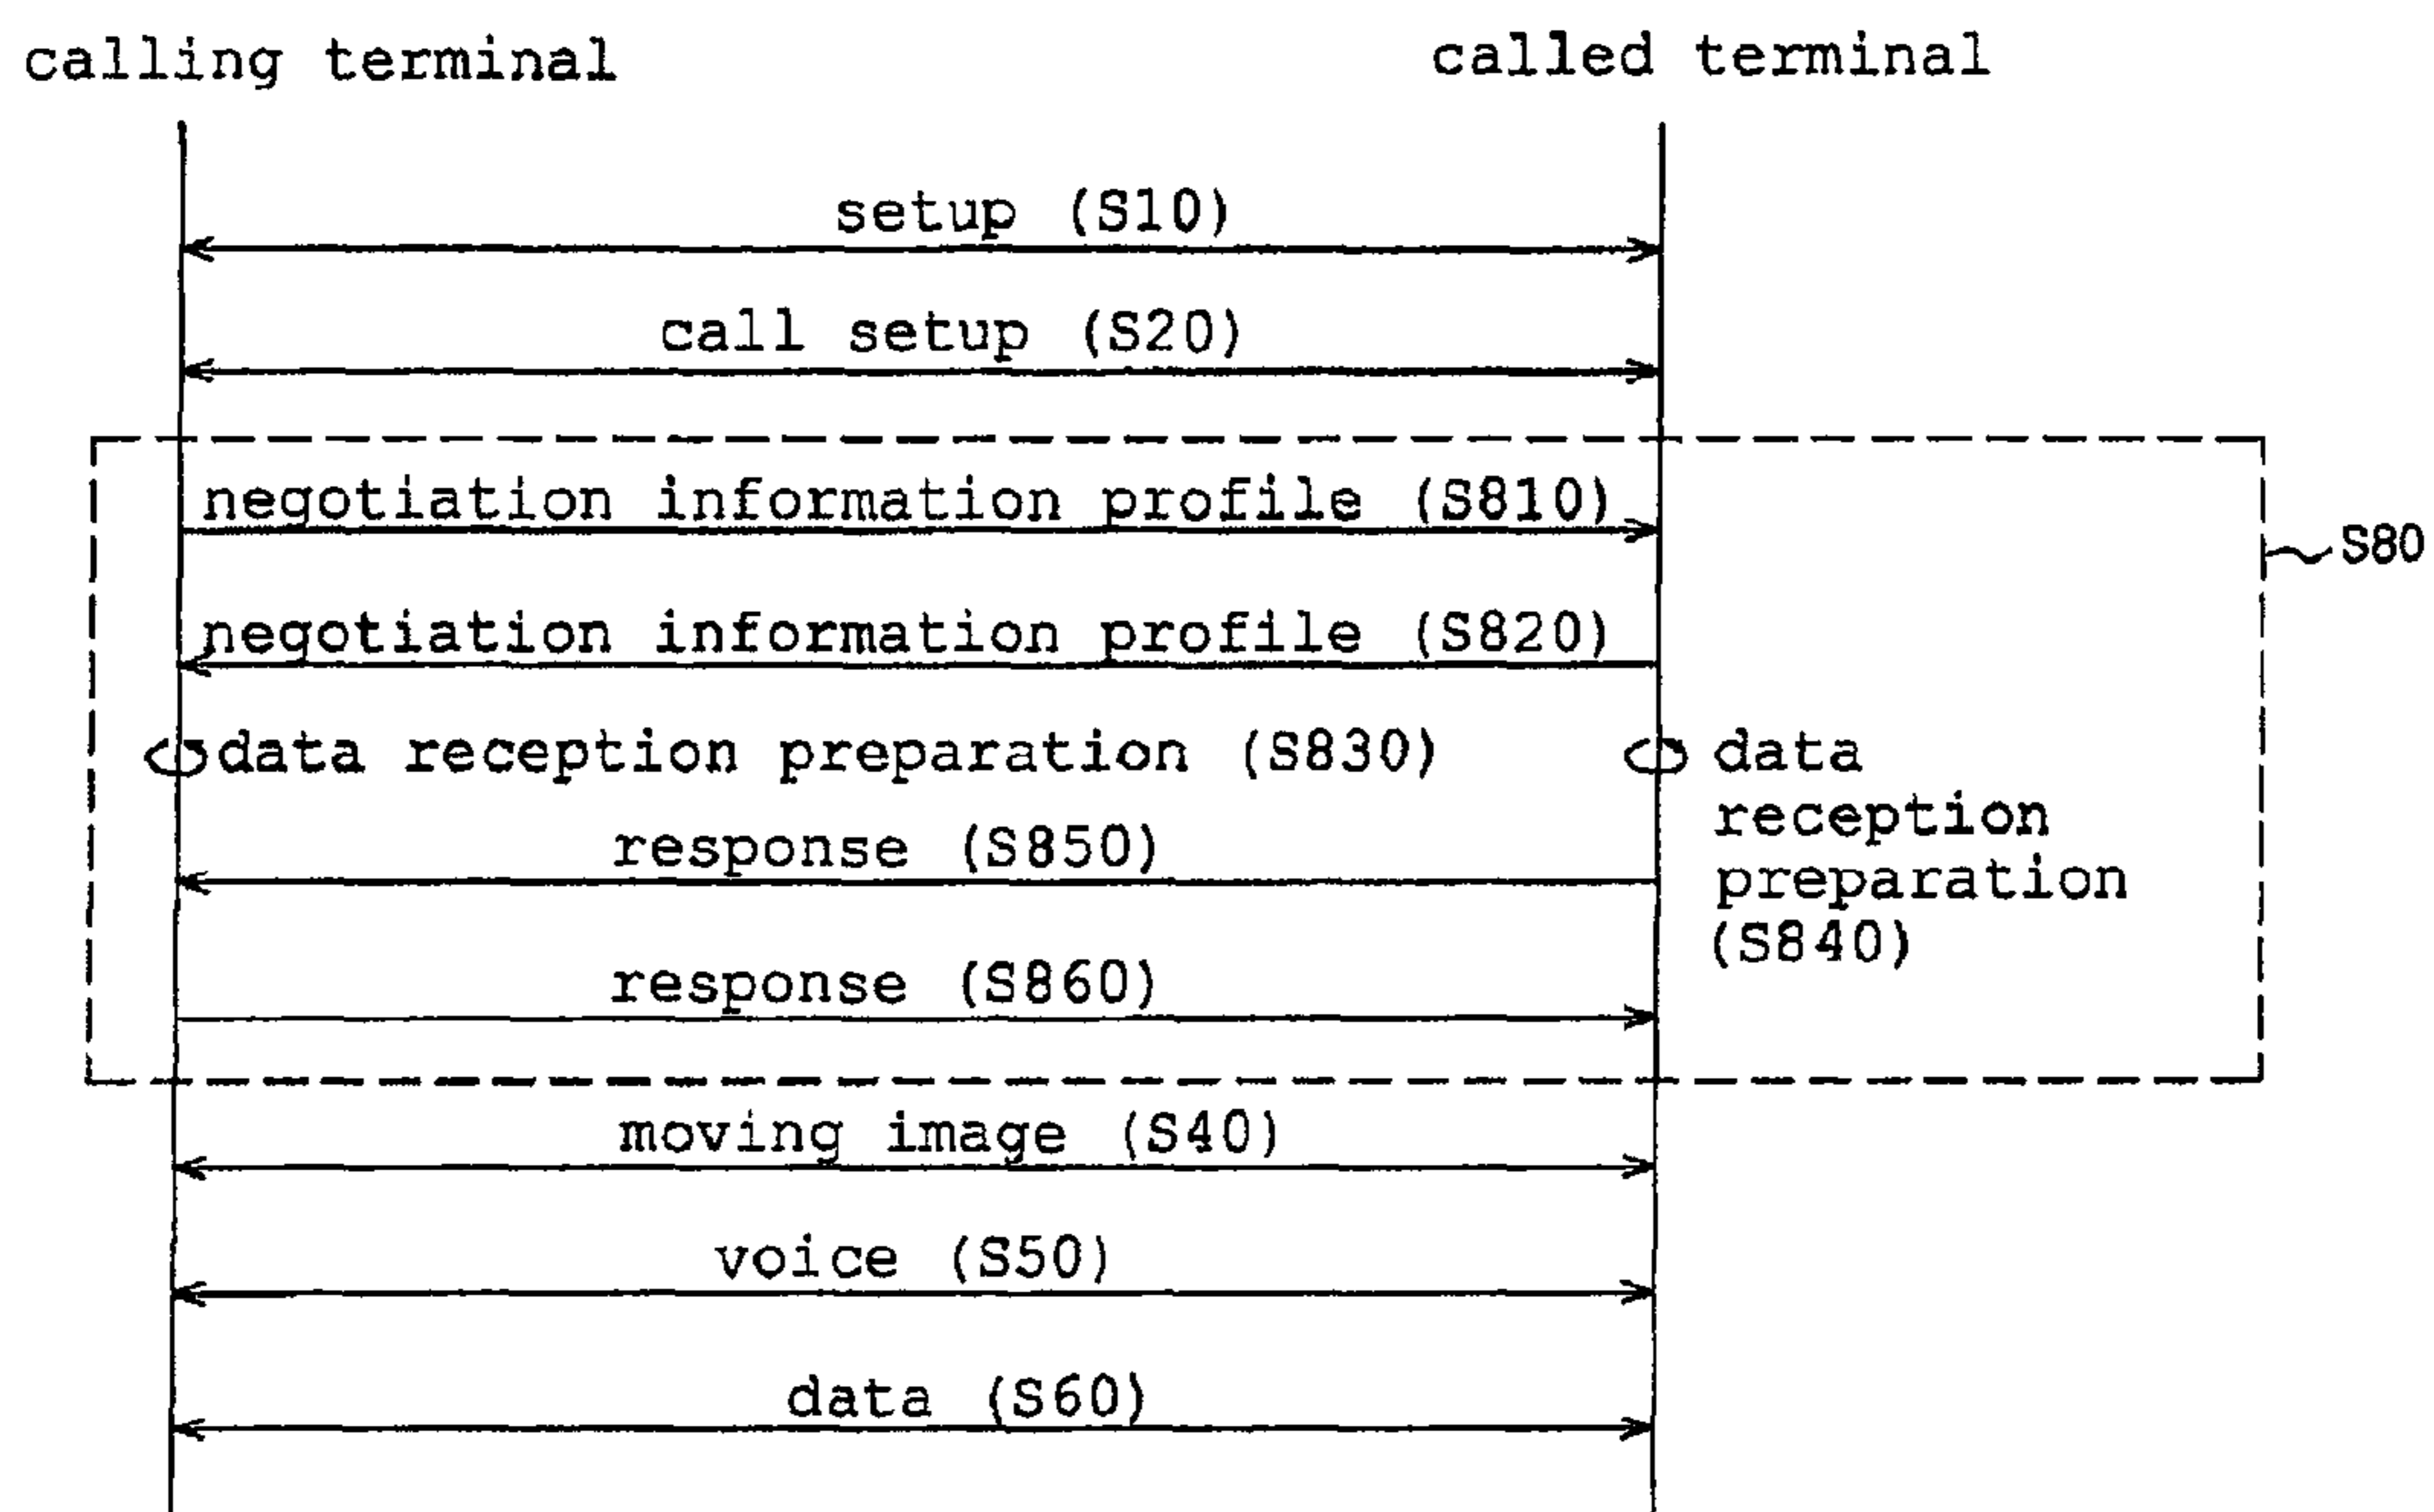 calling terminal
called terminal
setup (S10)
call setup (S20)
negotiation information profile (S810)
S80
negotiation information profile (S820)
data reception preparation (S830)
data
reception
preparation
(S840)
response (S850)
response (S860)
moving image (S40)
voice (S50)
data (S60)